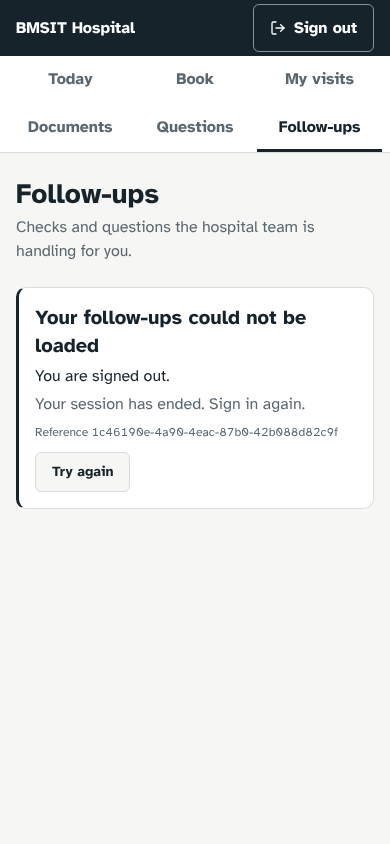 BMSIT Hospital
Sign out
Today Book My visits
Documents Questions Follow-ups
Follow-ups
Checks and questions the hospital team is
handling for you.
Your follow-ups could not be
loaded
You are signed out.
Your session has ended. Sign in again.
Reference 1c46190e-4a90-4eac-87b0-42b088d82c9f
Try again